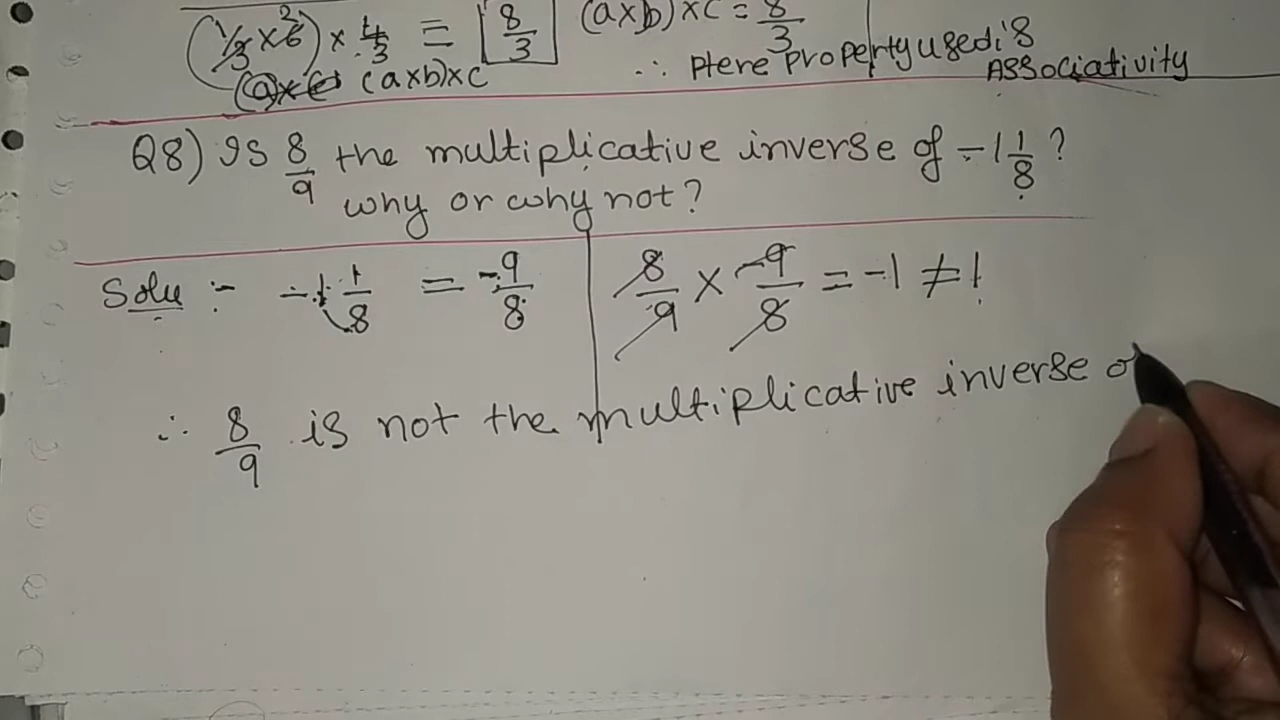 (1/3 × 6 2) × 4/3 = 8/3 (a×b)×c = 8/3
(a×b)×c ∴ Here property used is
Associativity
Q8) Is 8/9 the multiplicative inverse of -1 1/8 ?
why or why not?
Solu :- -1 1/8 = -9/8 8/9 × -9/8 = -1 ≠ 1
∴ 8/9 is not the multiplicative inverse o